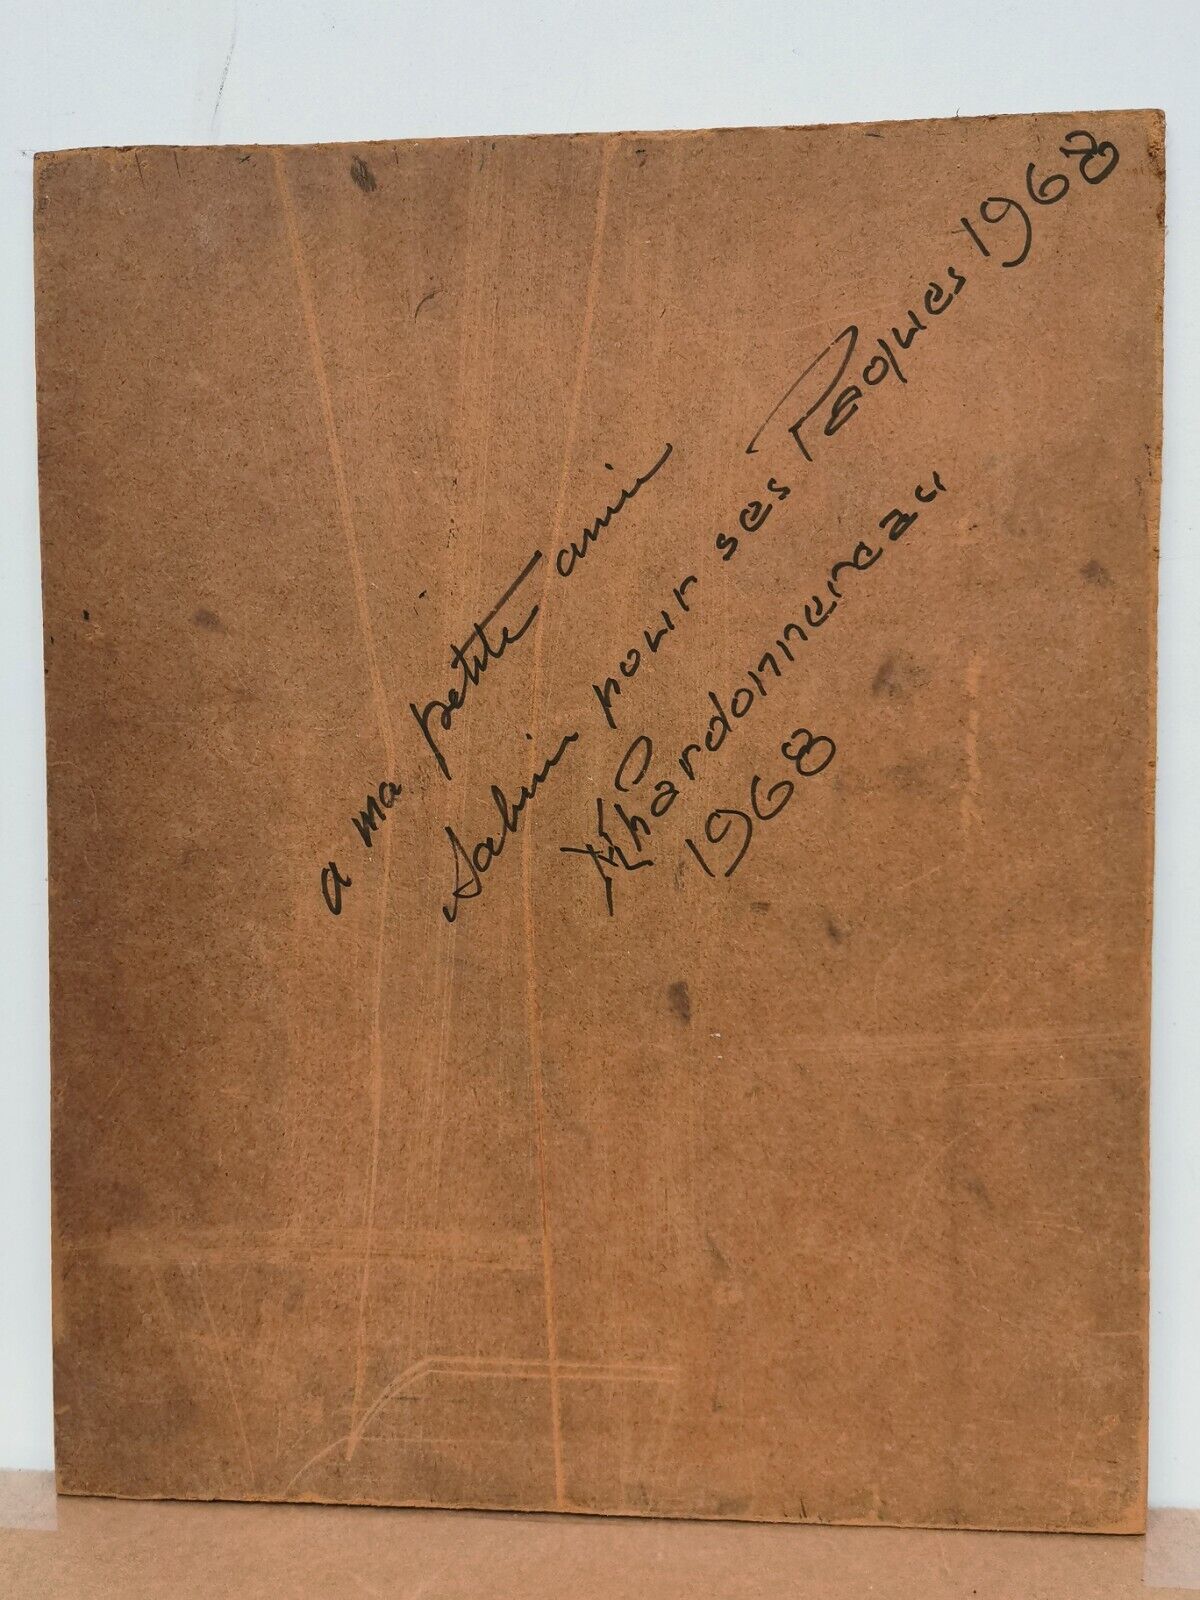 a ma petite amie
Sabine pour ses Paques 1968
Chardonnereau
1968